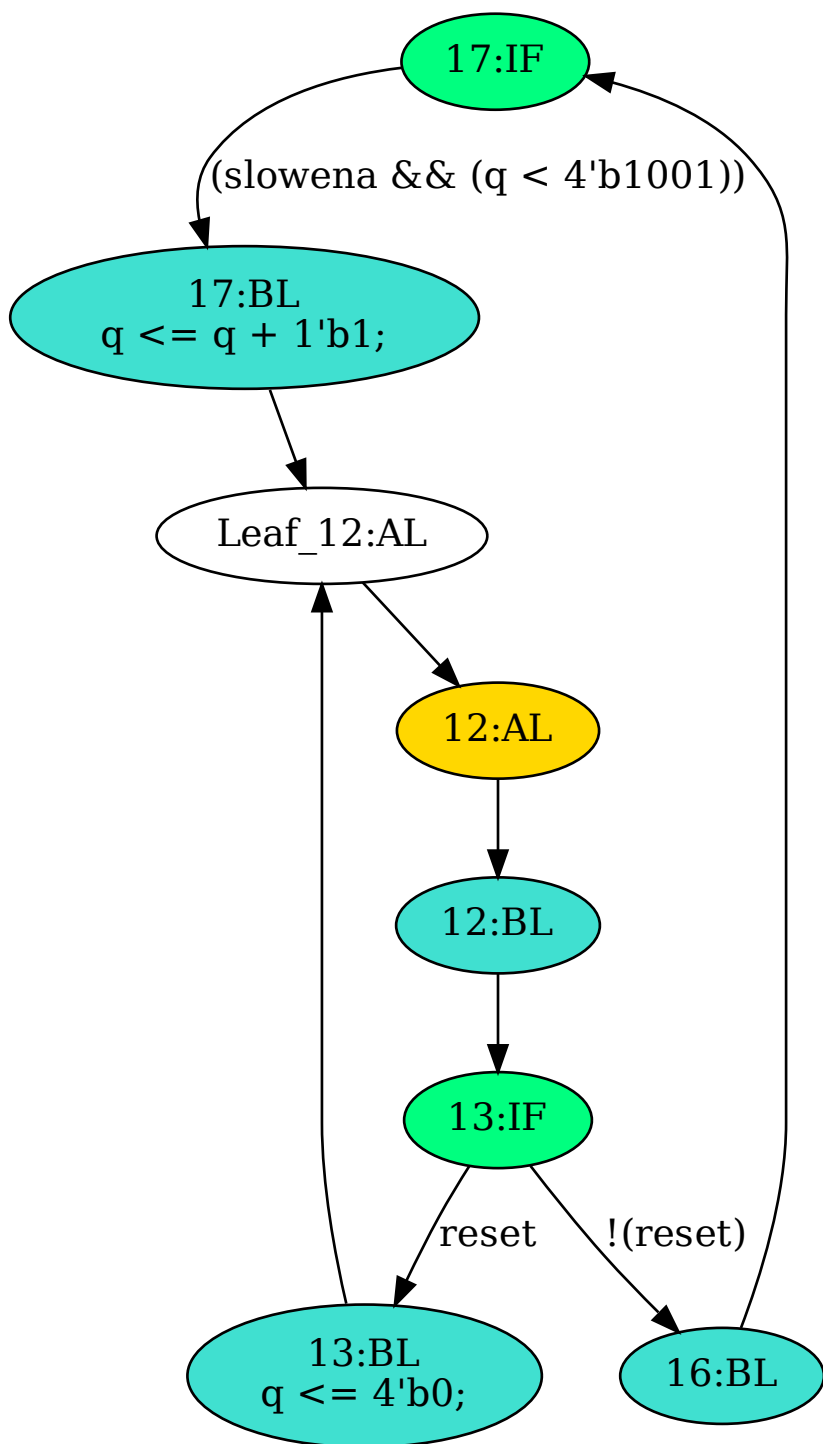 17:IF
(slowena && (q < 4'b1001))
17:BL
q <= q + 1'b1;
Leaf_12:AL
12:AL
12:BL
13:IF
reset
!(reset)
13:BL
q <= 4'b0;
16:BL